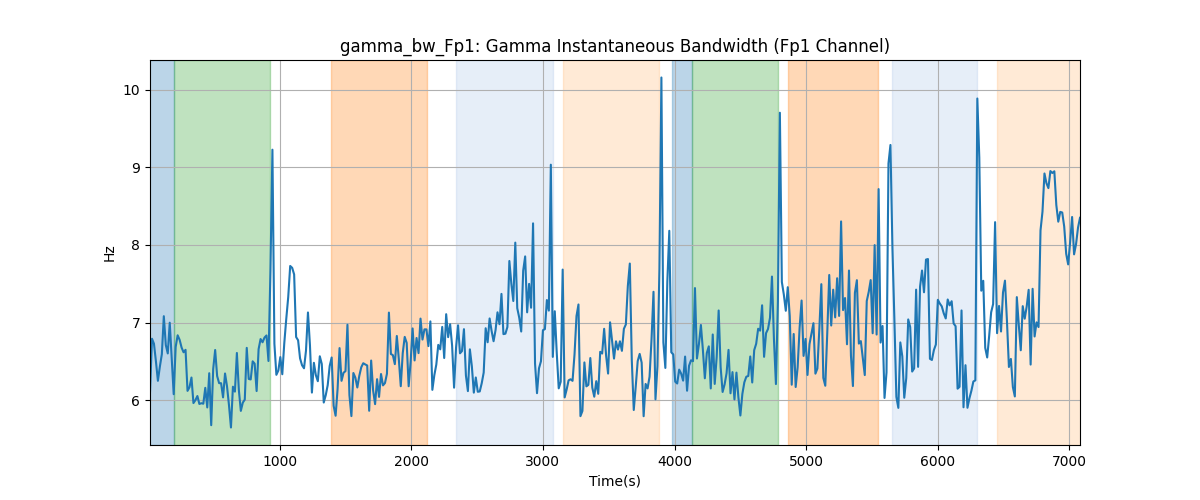 gamma_bw_Fp1: Gamma Instantaneous Bandwidth (Fp1 Channel)
10
9
8
7
6
Hz
1000 2000 3000 4000 5000 6000 7000
Time(s)